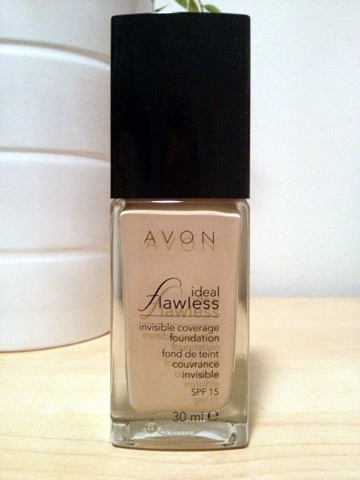 AVON
ideal
flawless
invisible coverage
foundation
fond de teint
couvrance
invisible
SPF 15
30 ml ℮